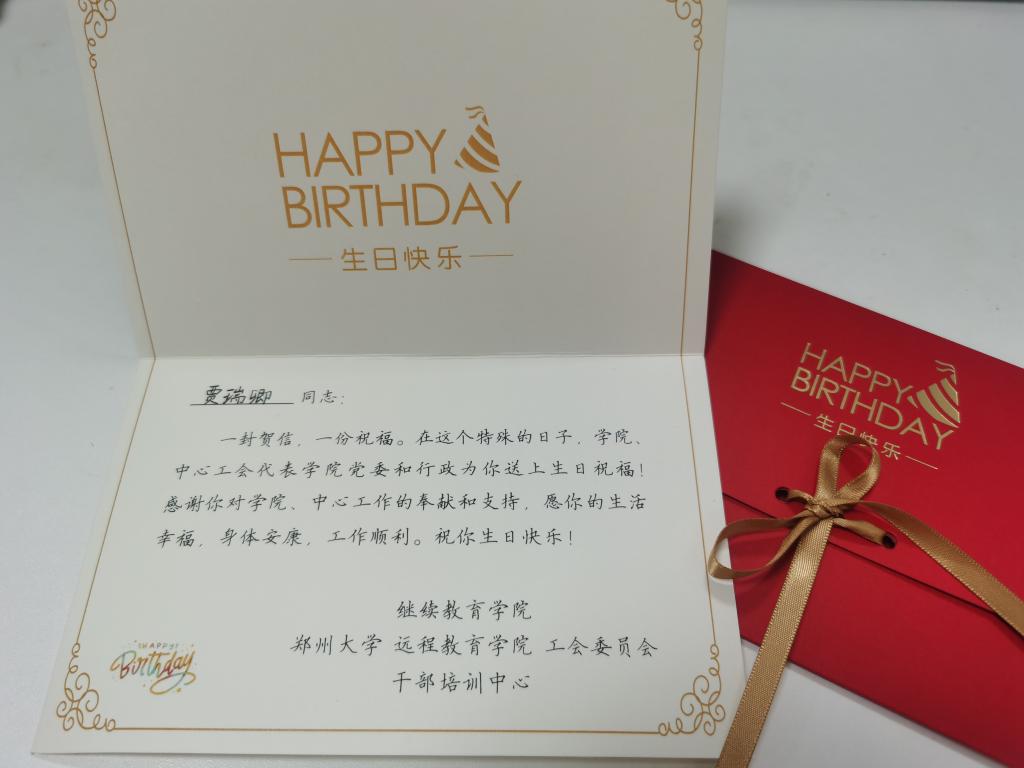 HAPPY
BIRTHDAY
生日快乐
贾瑞卿 同志：
一封贺信，一份祝福。在这个特殊的日子，学院、
中心工会代表学院党委和行政为你送上生日祝福！
感谢你对学院、中心工作的奉献和支持，愿你的生活
幸福，身体安康，工作顺利。祝你生日快乐！
继续教育学院
郑州大学 远程教育学院 工会委员会
干部培训中心
HAPPY!
Birthday
HAPPY
BIRTHDAY
生日快乐